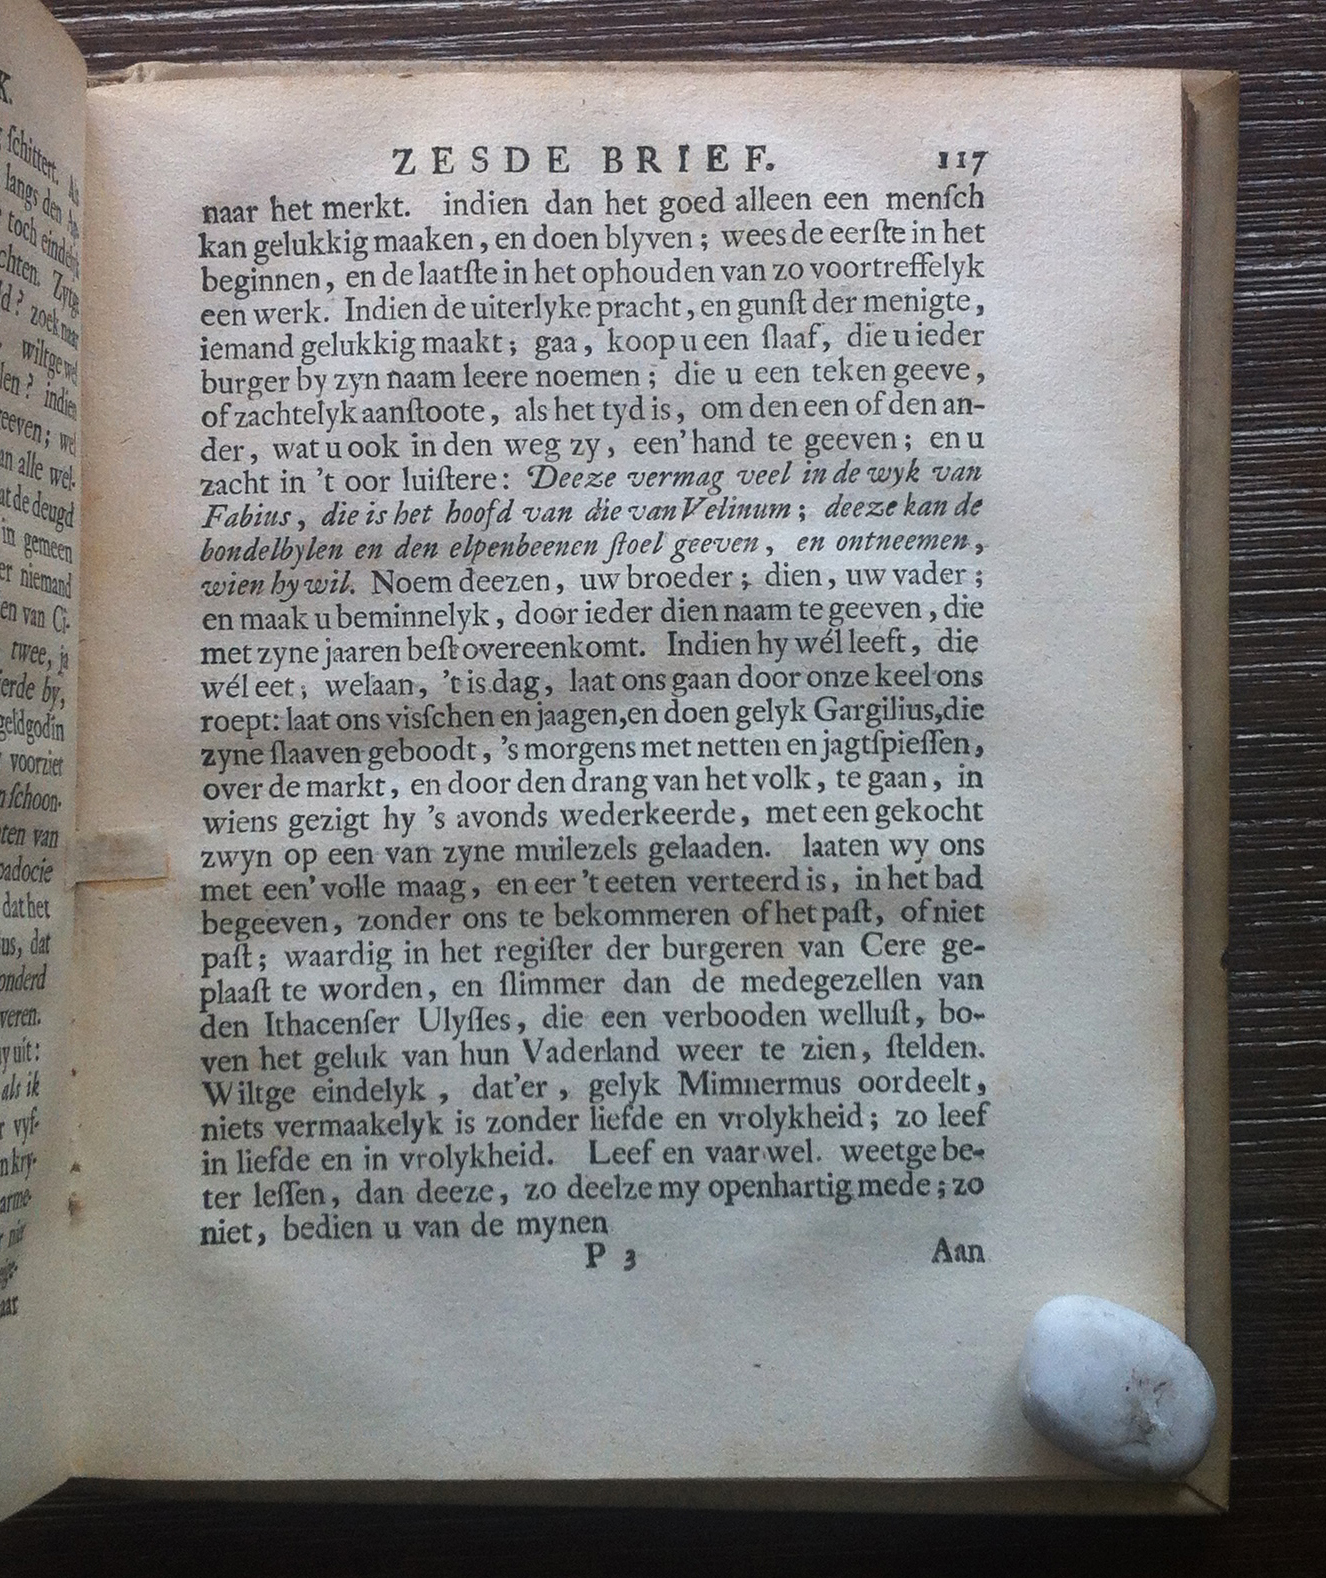 ZESDE BRIEF. 117
naar het merkt. indien dan het goed alleen een menſch
kan gelukkig maaken, en doen blyven; wees de eerſte in het
beginnen, en de laatſte in het ophouden van zo voortreffelyk
een werk. Indien de uiterlyke pracht, en gunſt der menigte,
iemand gelukkig maakt; gaa, koop u een ſlaaf, die u ieder
burger by zyn naam leere noemen; die u een teken geeve,
of zachtelyk aanſtoote, als het tyd is, om den een of den an-
der, wat u ook in den weg zy, een' hand te geeven; en u
zacht in 't oor luiſtere: Deeze vermag veel in de wyk van
Fabius, die is het hoofd van die van Velinum; deeze kan de
bondelbylen en den elpenbeenen ſtoel geeven, en ontneemen,
wien hy wil. Noem deezen, uw broeder; dien, uw vader;
en maak u beminnelyk, door ieder dien naam te geeven, die
met zyne jaaren beſt overeenkomt. Indien hy wél leeft, die
wél eet; welaan, 't is dag, laat ons gaan door onze keel ons
roept: laat ons visſchen en jaagen, en doen gelyk Gargilius, die
zyne ſlaaven geboodt, 's morgens met netten en jagtſpieſſen,
over de markt, en door den drang van het volk, te gaan, in
wiens gezigt hy 's avonds wederkeerde, met een gekocht
zwyn op een van zyne muilezels gelaaden. laaten wy ons
met een' volle maag, en eer 't eeten verteerd is, in het bad
begeeven, zonder ons te bekommeren of het paſt, of niet
paſt; waardig in het regiſter der burgeren van Cere ge-
plaaſt te worden, en ſlimmer dan de medegezellen van
den Ithacenſer Ulyſſes, die een verbooden welluſt, bo-
ven het geluk van hun Vaderland weer te zien, ſtelden.
Wiltge eindelyk, dat'er, gelyk Mimnermus oordeelt,
niets vermaakelyk is zonder liefde en vrolykheid; zo leef
in liefde en in vrolykheid. Leef en vaar wel. weetge be-
ter leſſen, dan deeze, zo deelze my openhartig mede; zo
niet, bedien u van de mynen
P 3 Aan